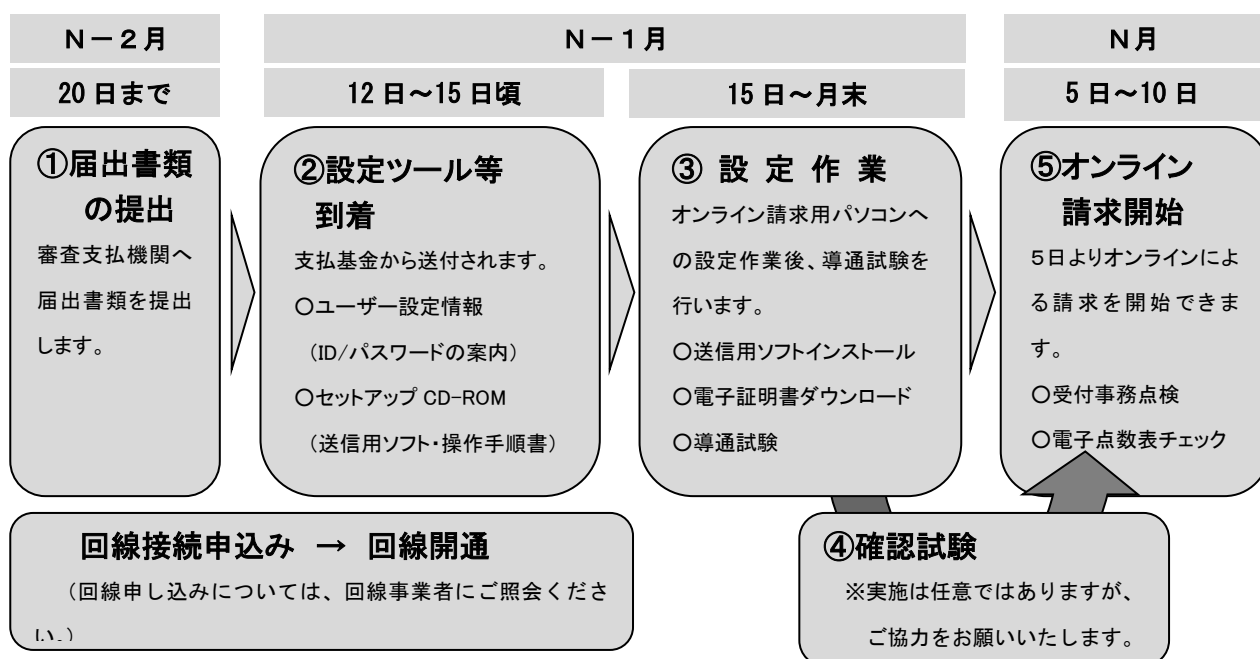 N－２月
N－１月
N月
20日まで
12日～15日頃
15日～月末
5日～10日
①届出書類
の提出
審査支払機関へ
届出書類を提出
します。
②設定ツール等
到着
支払基金から送付されます。
○ユーザー設定情報
（ID/パスワードの案内）
○セットアップ CD-ROM
（送信用ソフト・操作手順書）
③ 設 定 作 業
オンライン請求用パソコンへ
の設定作業後、導通試験を
行います。
○送信用ソフトインストール
○電子証明書ダウンロード
○導通試験
⑤オンライン
請求開始
５日よりオンラインによ
る請求を開始できま
す。
○受付事務点検
○電子点数表チェック
回線接続申込み → 回線開通
（回線申し込みについては、回線事業者にご照会くださ
い。）
④確認試験
※実施は任意ではありますが、
ご協力をお願いいたします。